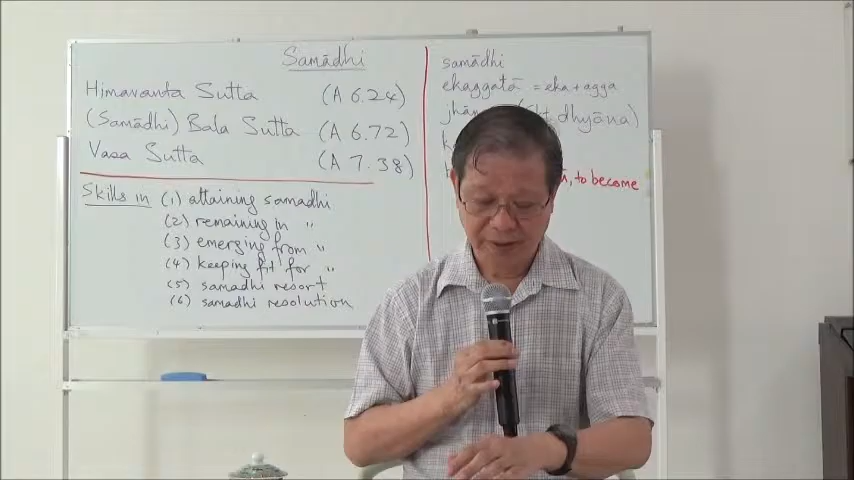 Samādhi
Himavanta Sutta (A 6.24)
(Samādhi) Bala Sutta (A 6.72)
Vasa Sutta (A 7.38)
Skills in (1) attaining samadhi
(2) remaining in "
(3) emerging from "
(4) keeping fit for "
(5) samadhi resort
(6) samadhi resolution
samādhi
ekaggatā = eka + agga
dhyāna)
, to become